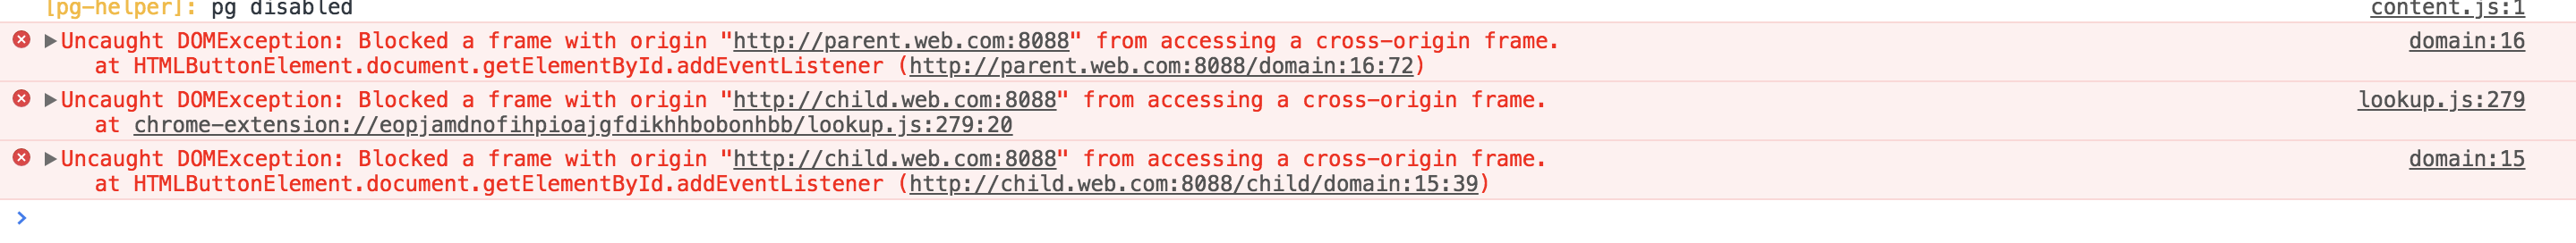 [pg-helper]: pg disabled content.js:1
Uncaught DOMException: Blocked a frame with origin "http://parent.web.com:8088" from accessing a cross-origin frame. domain:16
at HTMLButtonElement.document.getElementById.addEventListener (http://parent.web.com:8088/domain:16:72)
Uncaught DOMException: Blocked a frame with origin "http://child.web.com:8088" from accessing a cross-origin frame. lookup.js:279
at chrome-extension://eopjamdnofihpioajgfdikhhbobonhbb/lookup.js:279:20
Uncaught DOMException: Blocked a frame with origin "http://child.web.com:8088" from accessing a cross-origin frame. domain:15
at HTMLButtonElement.document.getElementById.addEventListener (http://child.web.com:8088/child/domain:15:39)